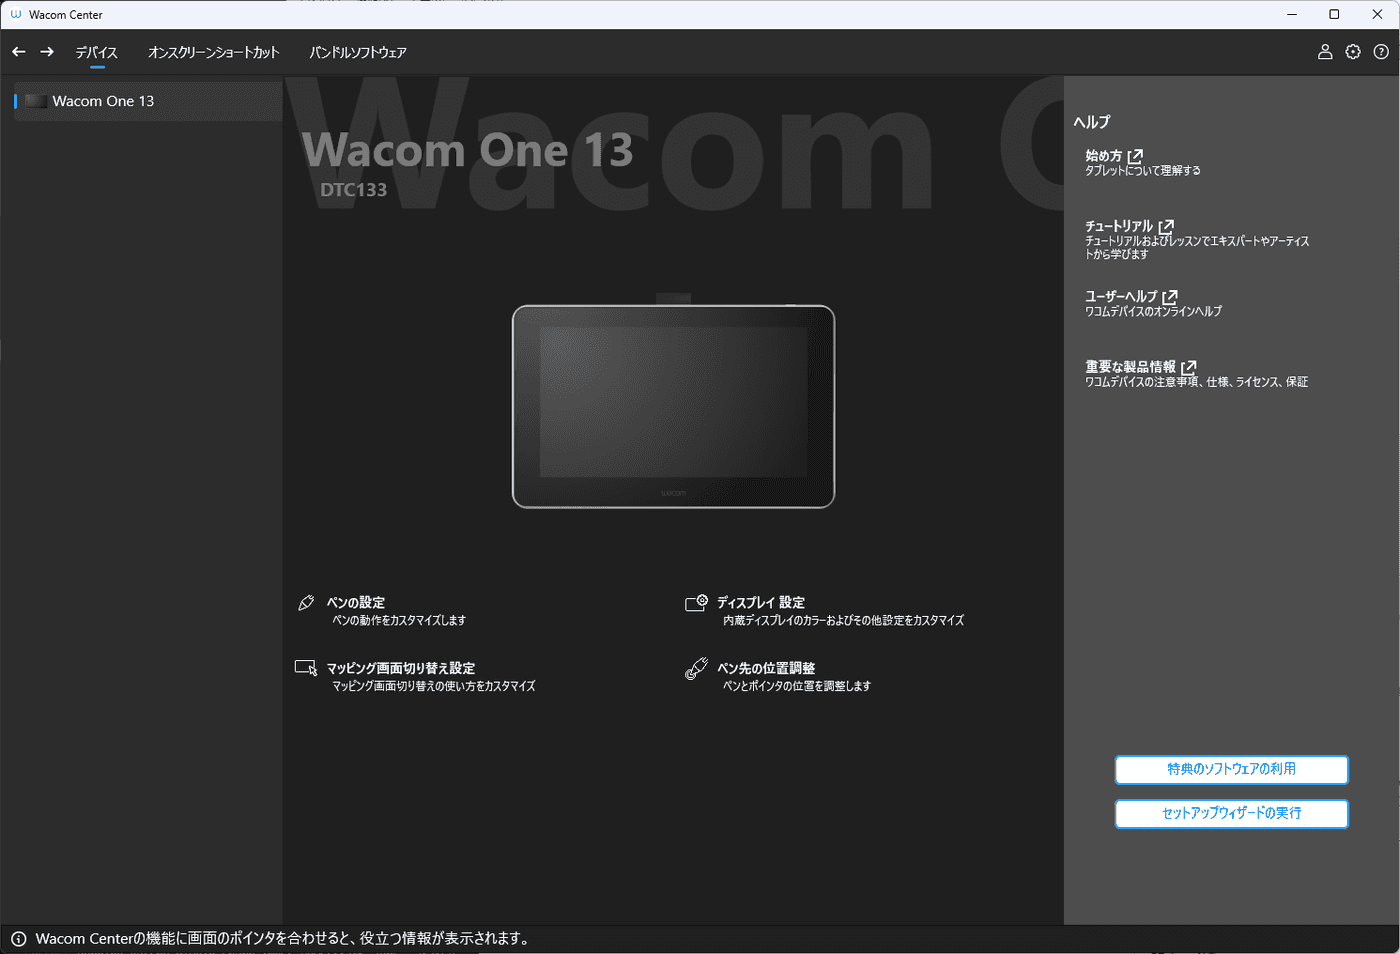 Wacom Center
デバイス
オンスクリーンショートカット
バンドルソフトウェア
Wacom One 13
Wacom C
Wacom One 13
DTC133
wacom
ペンの設定
ペンの動作をカスタマイズします
ディスプレイ 設定
内蔵ディスプレイのカラーおよびその他設定をカスタマイズ
マッピング画面切り替え設定
マッピング画面切り替えの使い方をカスタマイズ
ペン先の位置調整
ペンとポインタの位置を調整します
ヘルプ
始め方
タブレットについて理解する
チュートリアル
チュートリアルおよびレッスンでエキスパートやアーティス
トから学びます
ユーザーヘルプ
ワコムデバイスのオンラインヘルプ
重要な製品情報
ワコムデバイスの注意事項、仕様、ライセンス、保証
特典のソフトウェアの利用
セットアップウィザードの実行
Wacom Centerの機能に画面のポインタを合わせると、役立つ情報が表示されます。